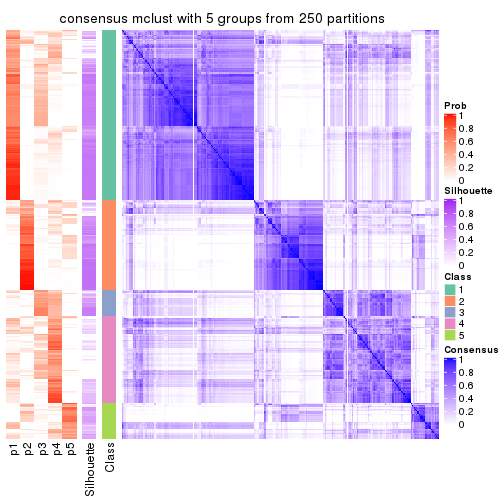 consensus mclust with 5 groups from 250 partitions
Prob
1
0.8
0.6
0.4
0.2
0
Silhouette
1
0.8
0.6
0.4
0.2
0
Class
1
2
3
4
5
Consensus
1
0.8
0.6
0.4
0.2
0
p1
p2
p3
p4
p5
Silhouette
Class